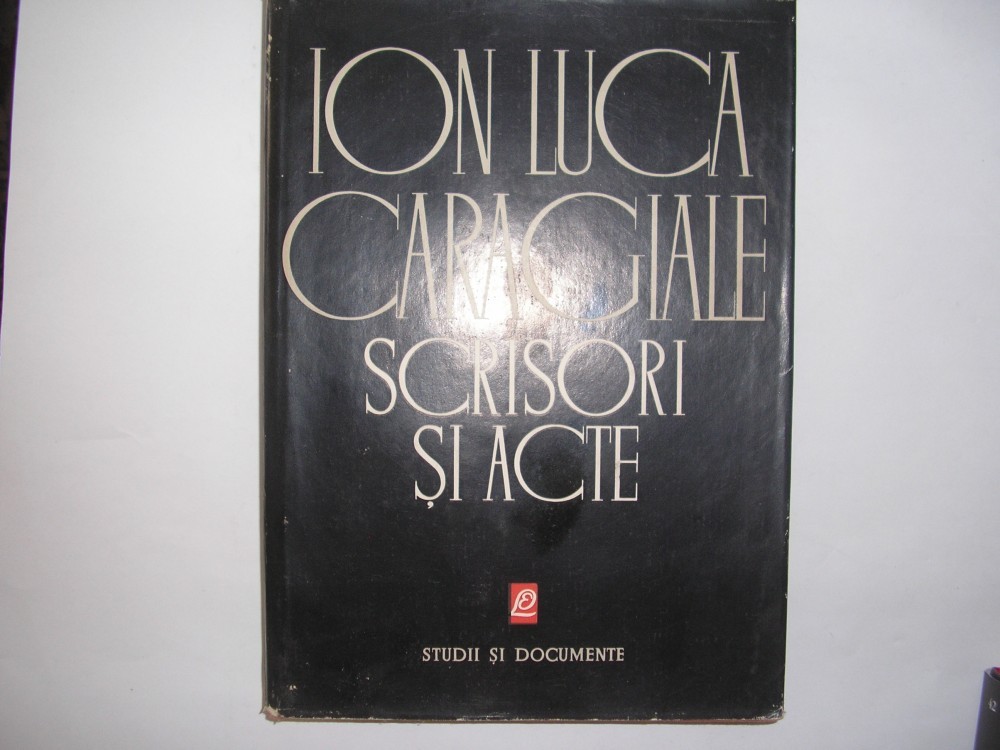 ION LUCA
CARAGIALE
SCRISORI
ȘI ACTE
STUDII ȘI DOCUMENTE